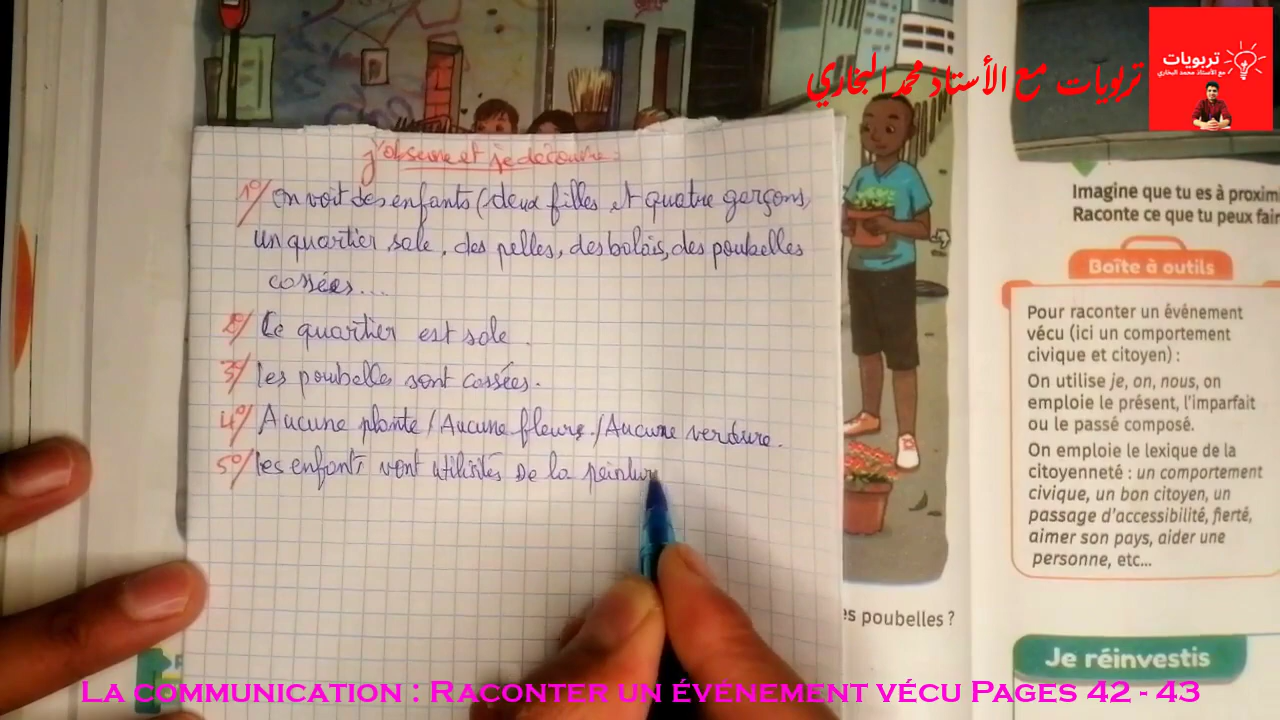 تربويات مع الأستاذ محمد البخاري
تربويات
مع الأستاذ محمد البخاري
j'observe et je découvre :
1°/ On voit des enfants (deux filles et quatre garçons,
un quartier sale, des pelles, des balais, des poubelles
cassées...
2°/ Le quartier est sale.
3°/ les poubelles sont cassées.
4°/ Aucune plante / Aucune fleurs / Aucune verdure.
5°/ les enfants vont utilisés De la peintur
Imagine que tu es à proxim
Raconte ce que tu peux fair
Boîte à outils
Pour raconter un événement
vécu (ici un comportement
civique et citoyen) :
On utilise je, on, nous, on
emploie le présent, l'imparfait
ou le passé composé.
On emploie le lexique de la
citoyenneté : un comportement
civique, un bon citoyen, un
passage d'accessibilité, fierté,
aimer son pays, aider une
personne, etc...
es poubelles ?
Je réinvestis
La communication : Raconter un événement vécu Pages 42 - 43